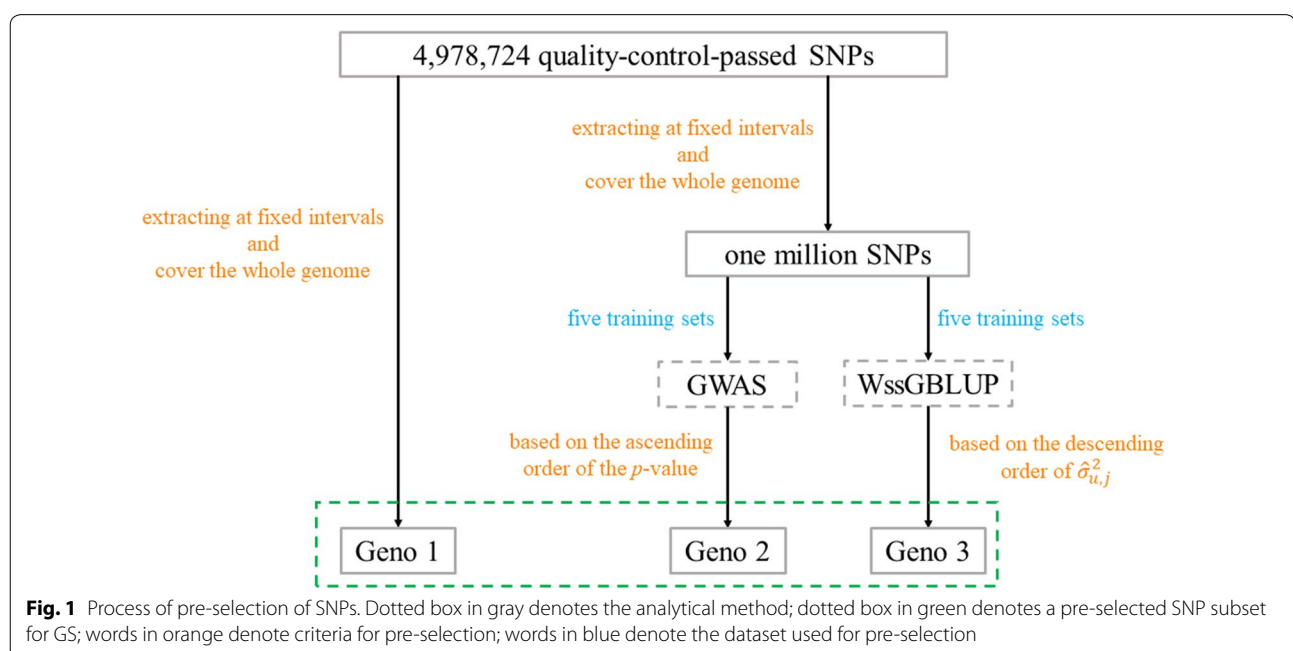 4,978,724 quality-control-passed SNPs
extracting at fixed intervals
and
cover the whole genome
extracting at fixed intervals
and
cover the whole genome
one million SNPs
five training sets
five training sets
GWAS
WssGBLUP
based on the ascending
order of the p-value
based on the descending
order of σ̂²u,j
Geno 1
Geno 2
Geno 3
Fig. 1 Process of pre-selection of SNPs. Dotted box in gray denotes the analytical method; dotted box in green denotes a pre-selected SNP subset
for GS; words in orange denote criteria for pre-selection; words in blue denote the dataset used for pre-selection